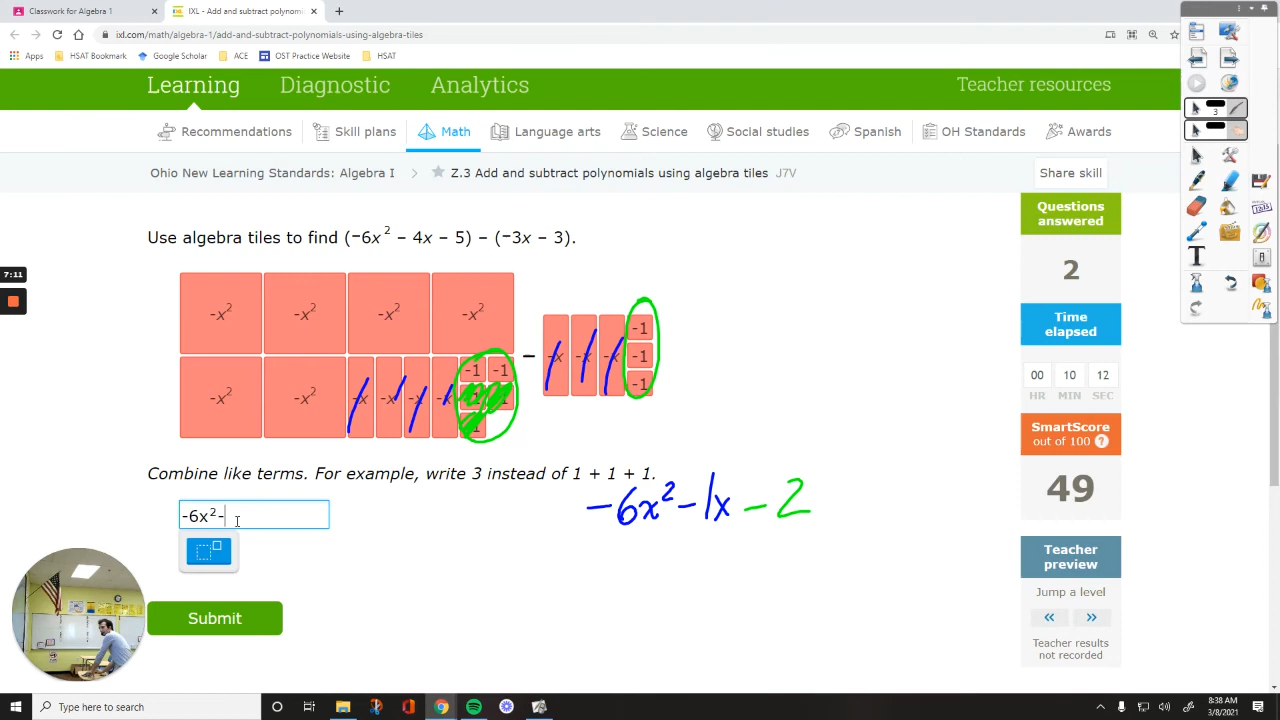 Classwork for Algebra 1 × IXL - Add and subtract polynomi × +
ixl.com/math/algebra-1/add-and-subtract-polynomials-using-algebra-tiles
Apps HSAT Bookmark Google Scholar ACE OST Practice Website HSAT
Learning Diagnostic Analytics Teacher resources
Recommendations Skill plans Math Language arts Science Social studies Spanish OH Standards Awards
Ohio New Learning Standards: Algebra I > Z.3 Add and subtract polynomials using algebra tiles J7V Share skill
Questions answered
2
Use algebra tiles to find (-6x² - 4x - 5) - (-3x - 3).
7:11
-x² -x² -x² -x²
-x² -x² -x -x -x -x -1 -1
- -x -x -x -1
-1
-1
Time elapsed
00 10 12
HR MIN SEC
SmartScore
out of 100 ?
49
Combine like terms. For example, write 3 instead of 1 + 1 + 1.
-6x²-
-6x² -1x -2
Submit
Teacher preview
Jump a level
<< >>
Teacher results not recorded
Type here to search
8:38 AM
3/8/2021